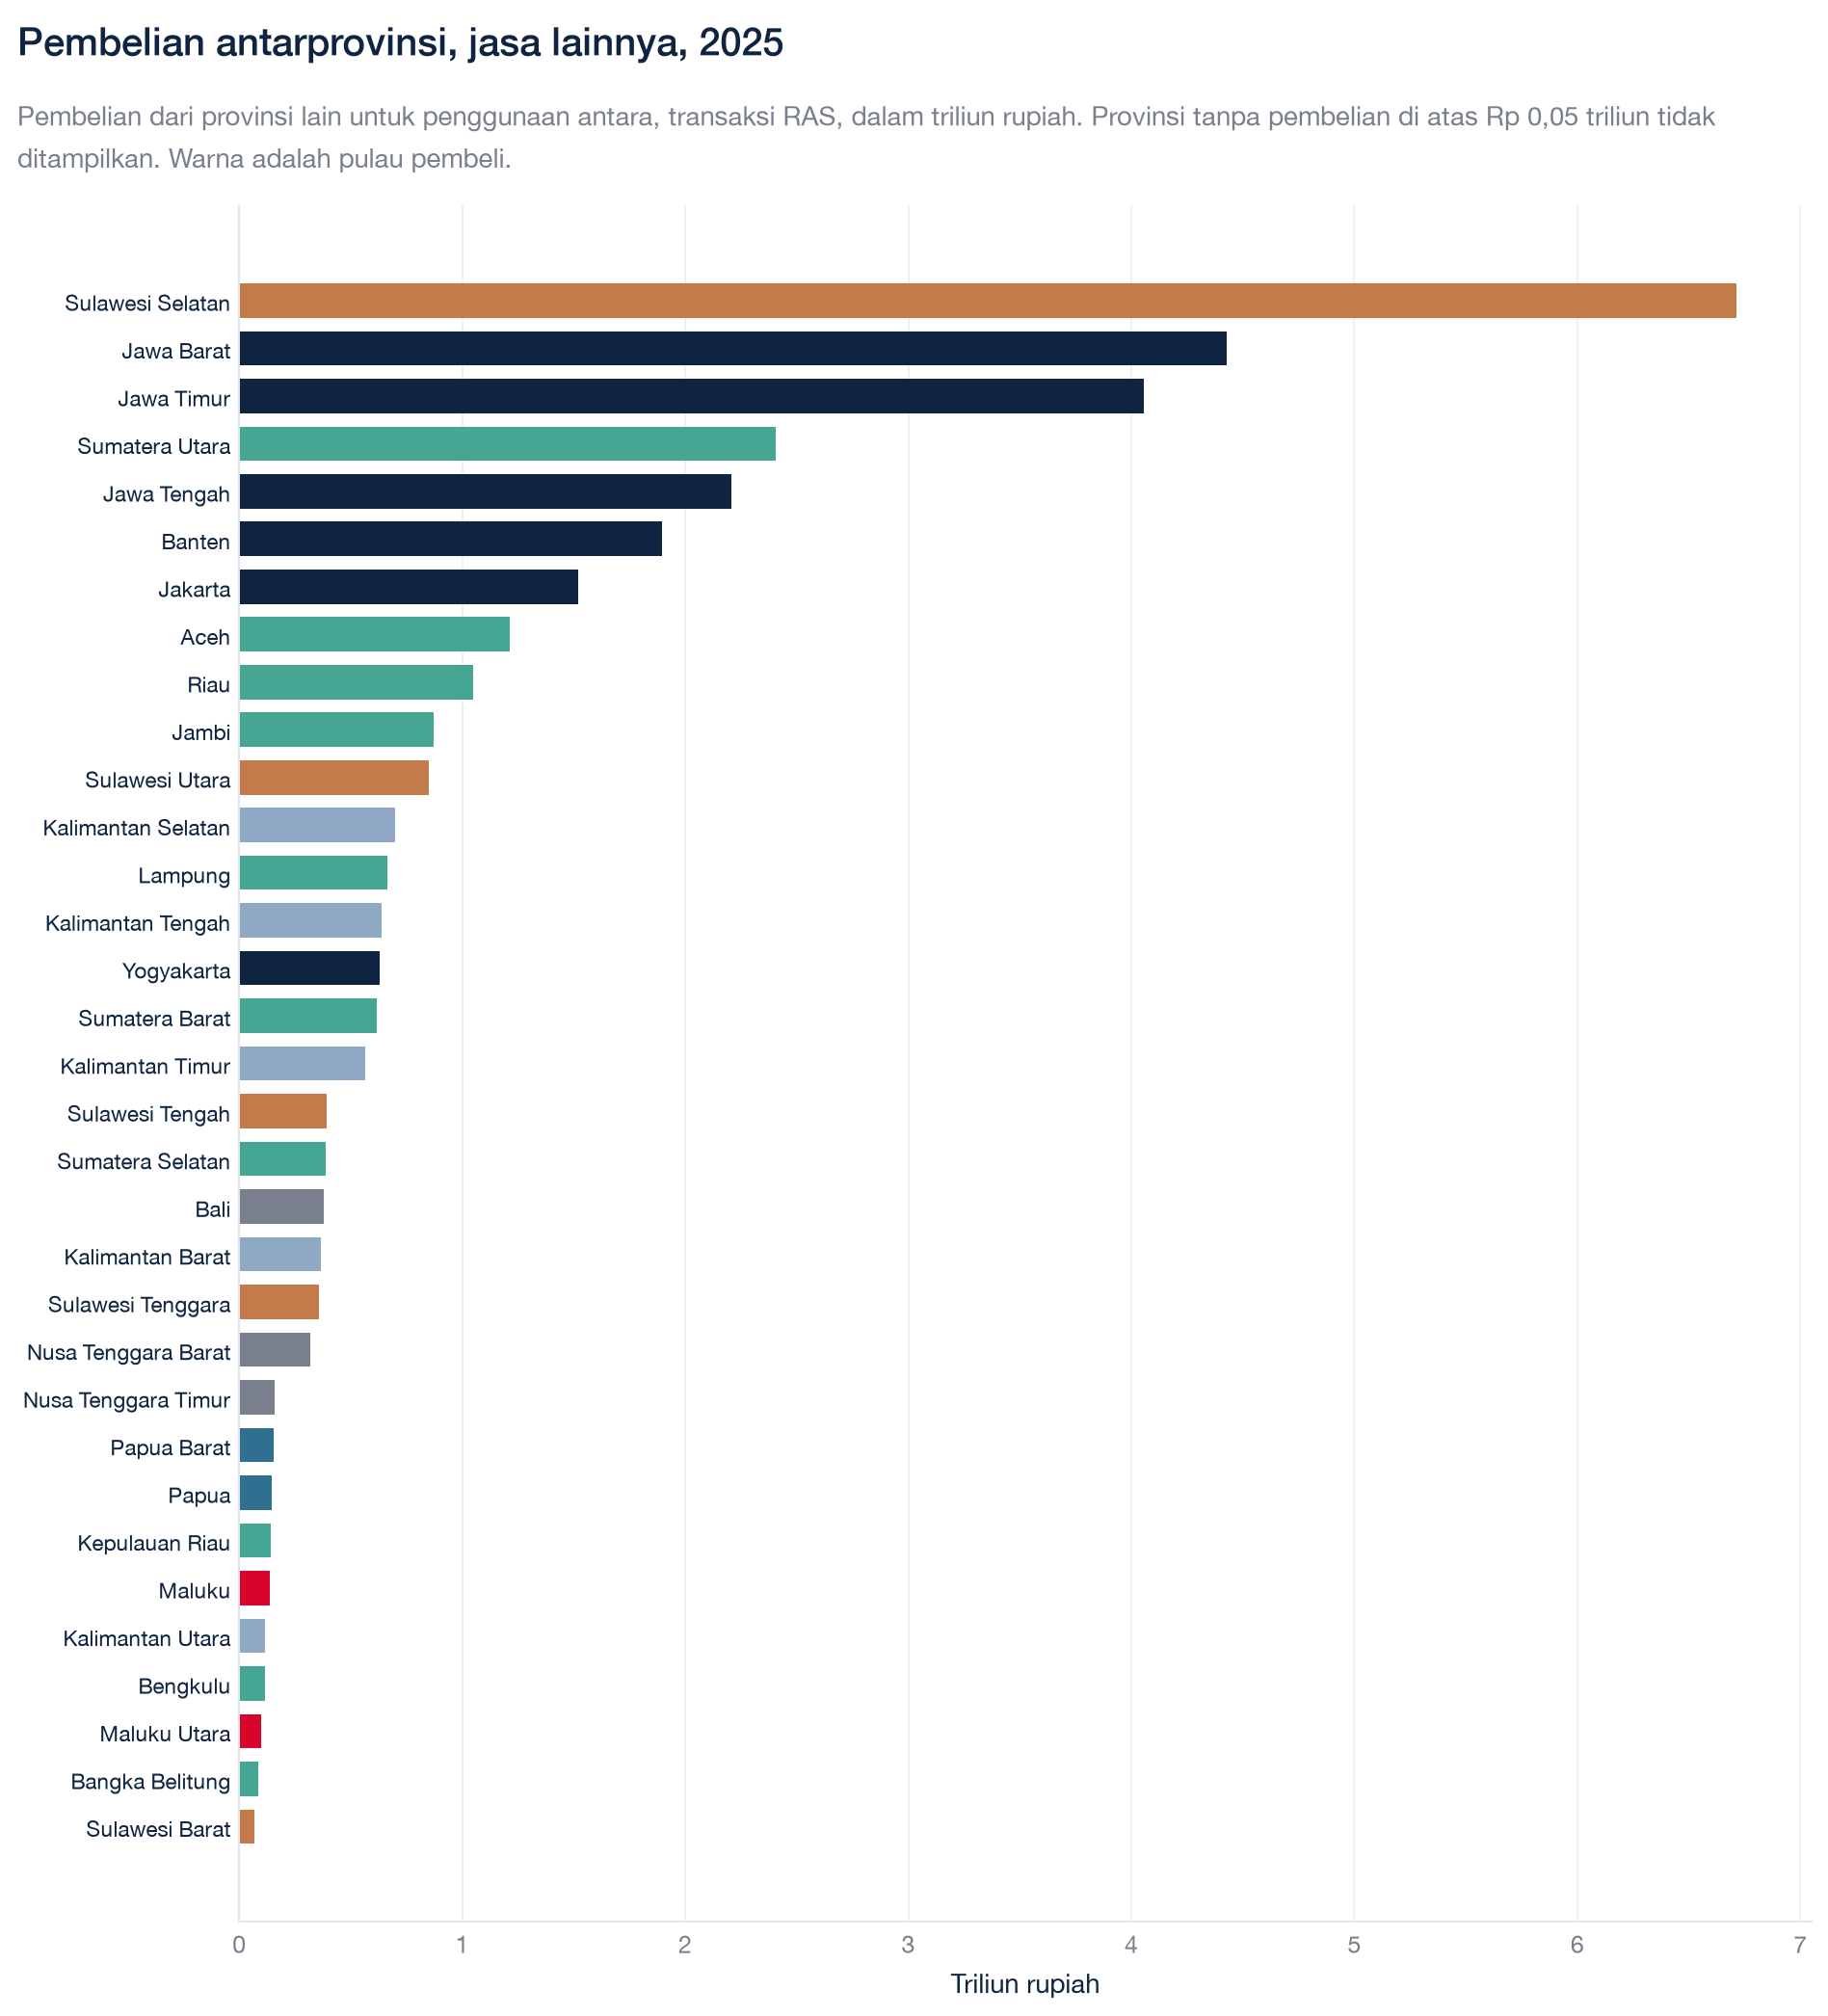 Pembelian antarprovinsi, jasa lainnya, 2025
Pembelian dari provinsi lain untuk penggunaan antara, transaksi RAS, dalam triliun rupiah. Provinsi tanpa pembelian di atas Rp 0,05 triliun tidak
ditampilkan. Warna adalah pulau pembeli.
Sulawesi Selatan
Jawa Barat
Jawa Timur
Sumatera Utara
Jawa Tengah
Banten
Jakarta
Aceh
Riau
Jambi
Sulawesi Utara
Kalimantan Selatan
Lampung
Kalimantan Tengah
Yogyakarta
Sumatera Barat
Kalimantan Timur
Sulawesi Tengah
Sumatera Selatan
Bali
Kalimantan Barat
Sulawesi Tenggara
Nusa Tenggara Barat
Nusa Tenggara Timur
Papua Barat
Papua
Kepulauan Riau
Maluku
Kalimantan Utara
Bengkulu
Maluku Utara
Bangka Belitung
Sulawesi Barat
0 1 2 3 4 5 6 7
Triliun rupiah